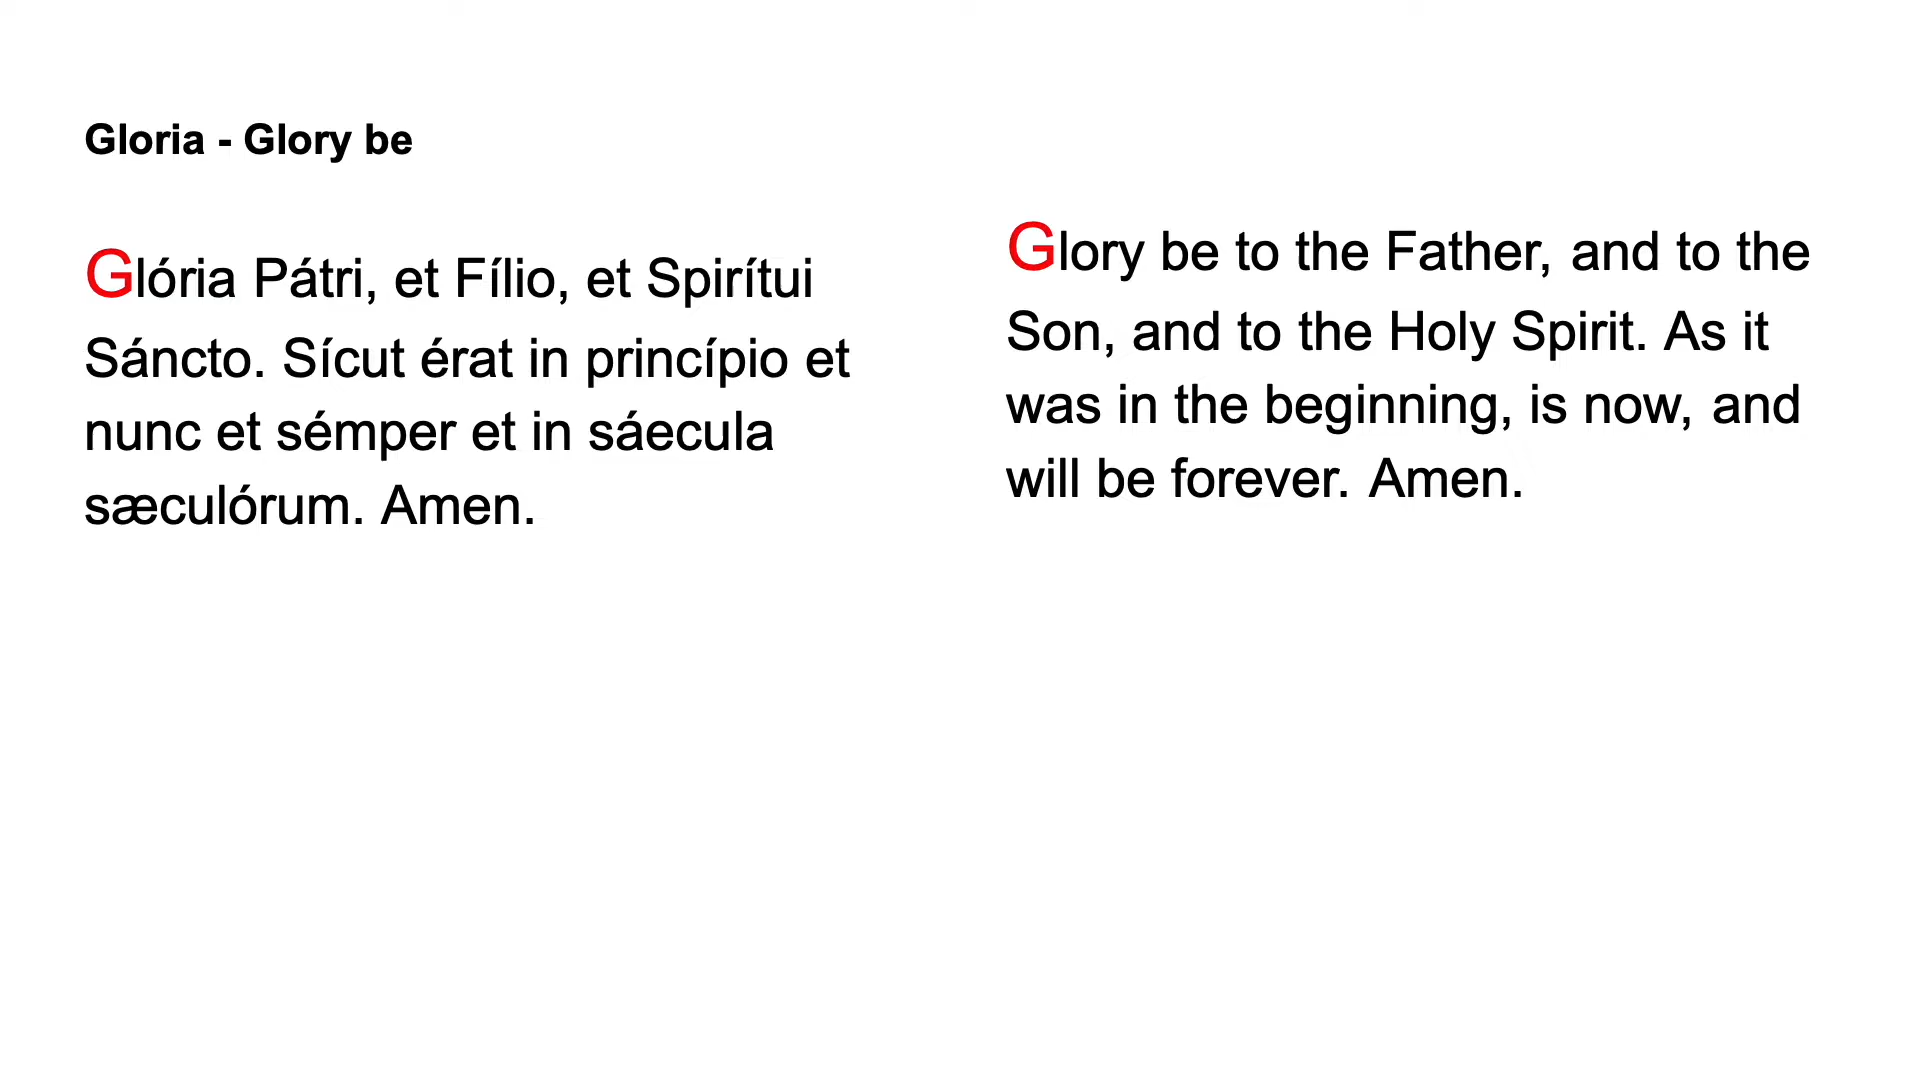 Gloria - Glory be
Glória Pátri, et Fílio, et Spirítui
Sáncto. Sícut érat in princípio et
nunc et sémper et in sáecula
sæculórum. Amen.
Glory be to the Father, and to the
Son, and to the Holy Spirit. As it
was in the beginning, is now, and
will be forever. Amen.